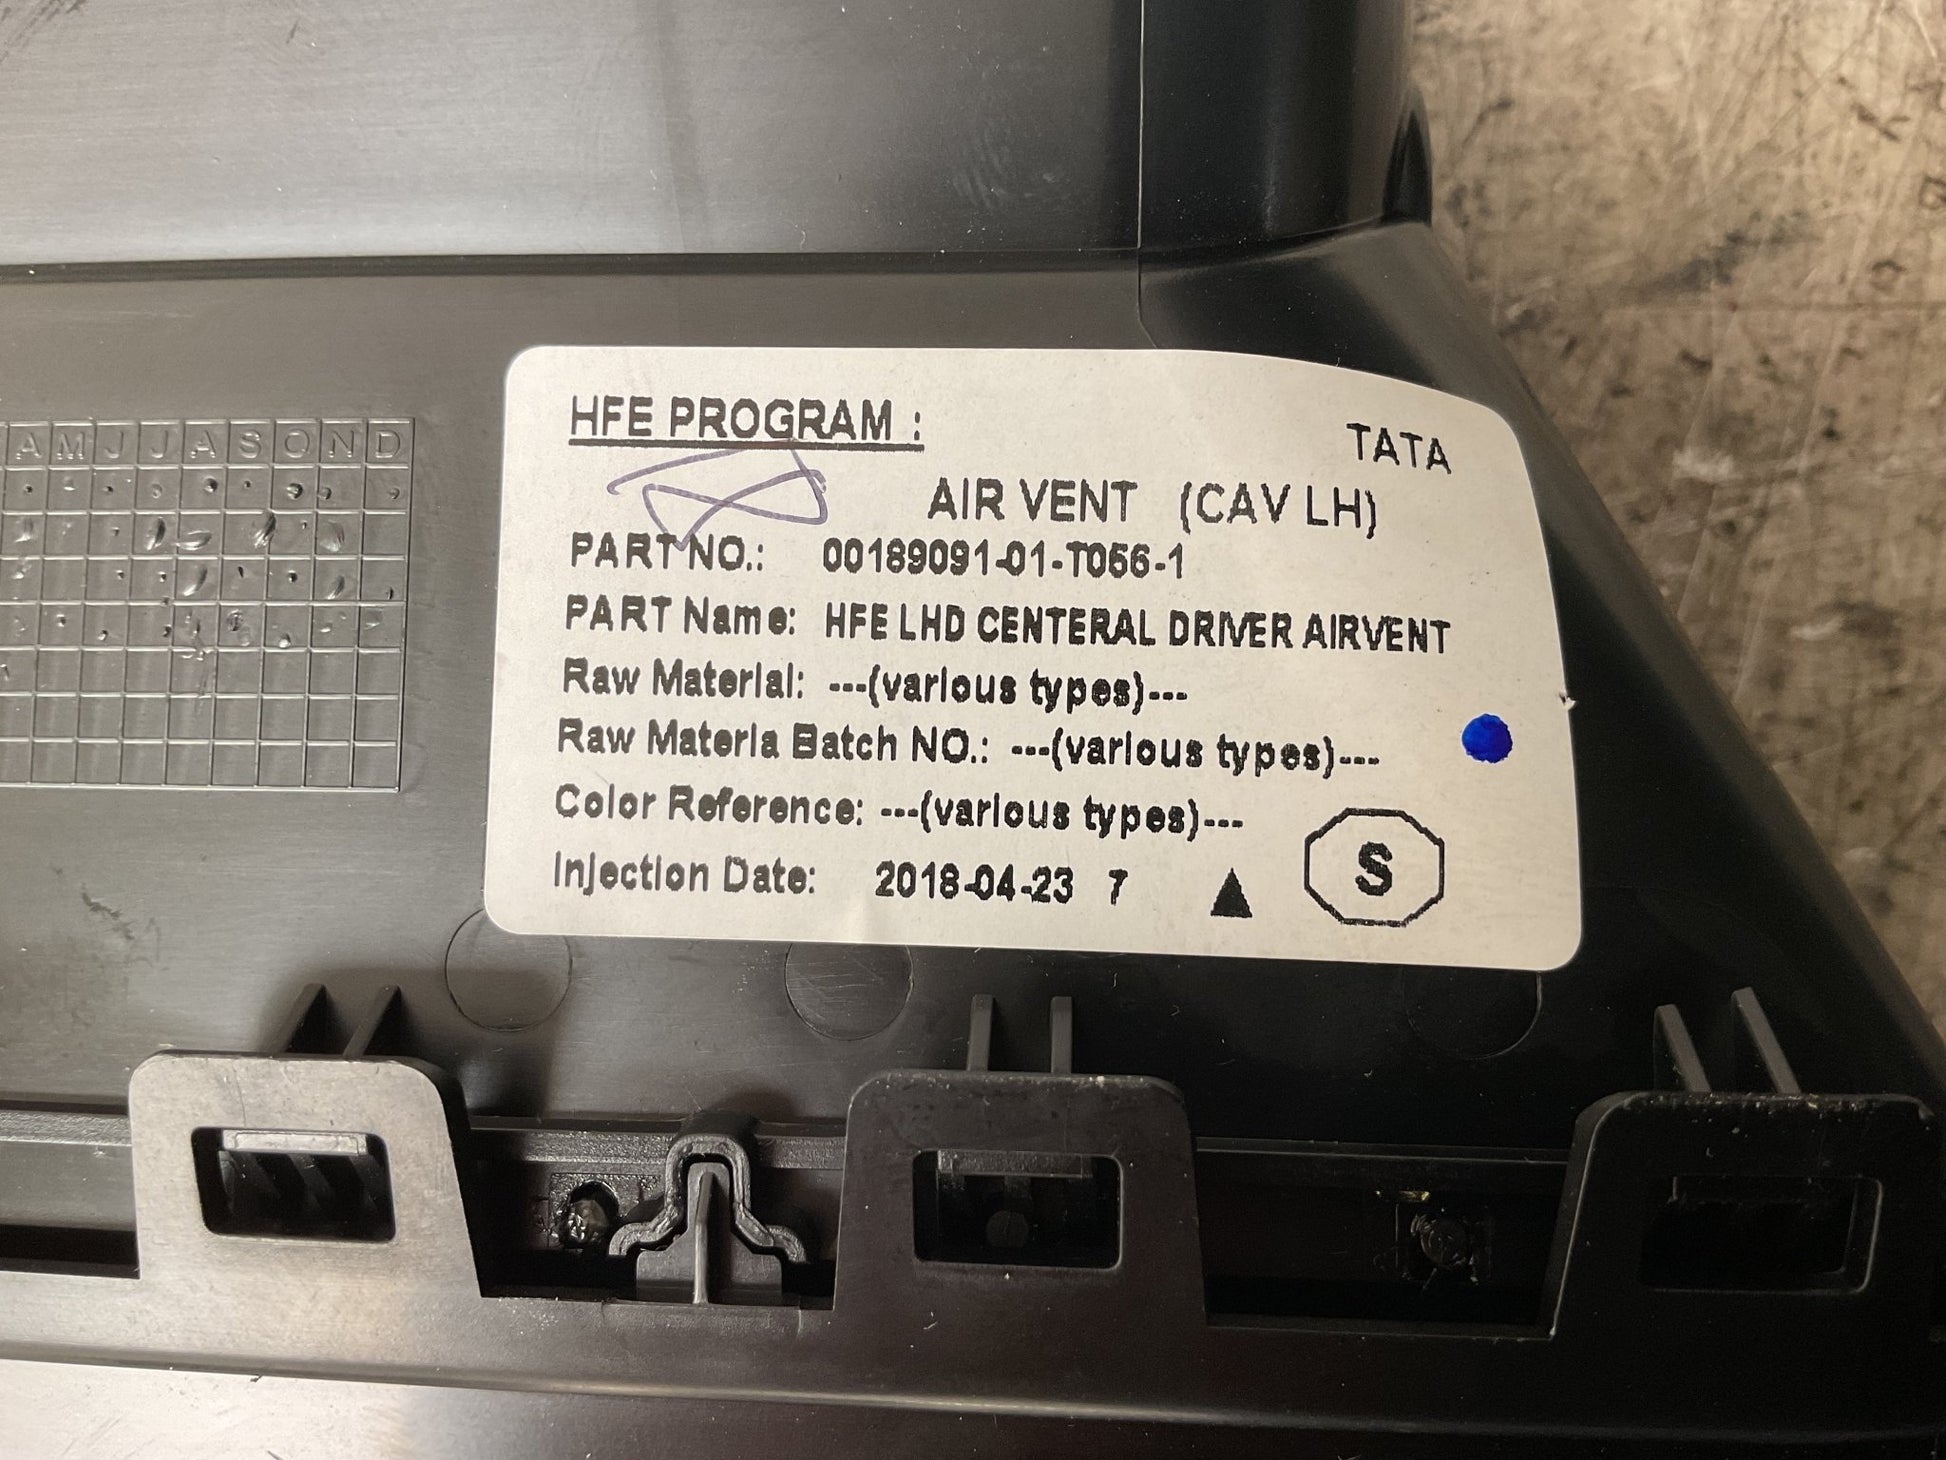 A M J J A S O N D
HFE PROGRAM :
TATA
AIR VENT (CAV LH)
PART NO.: 00189091-01-T056-1
PART Name: HFE LHD CENTERAL DRIVER AIRVENT
Raw Material: ---(various types)---
Raw Materia Batch NO.: ---(various types)---
Color Reference: ---(various types)---
Injection Date: 2018-04-23 7
S